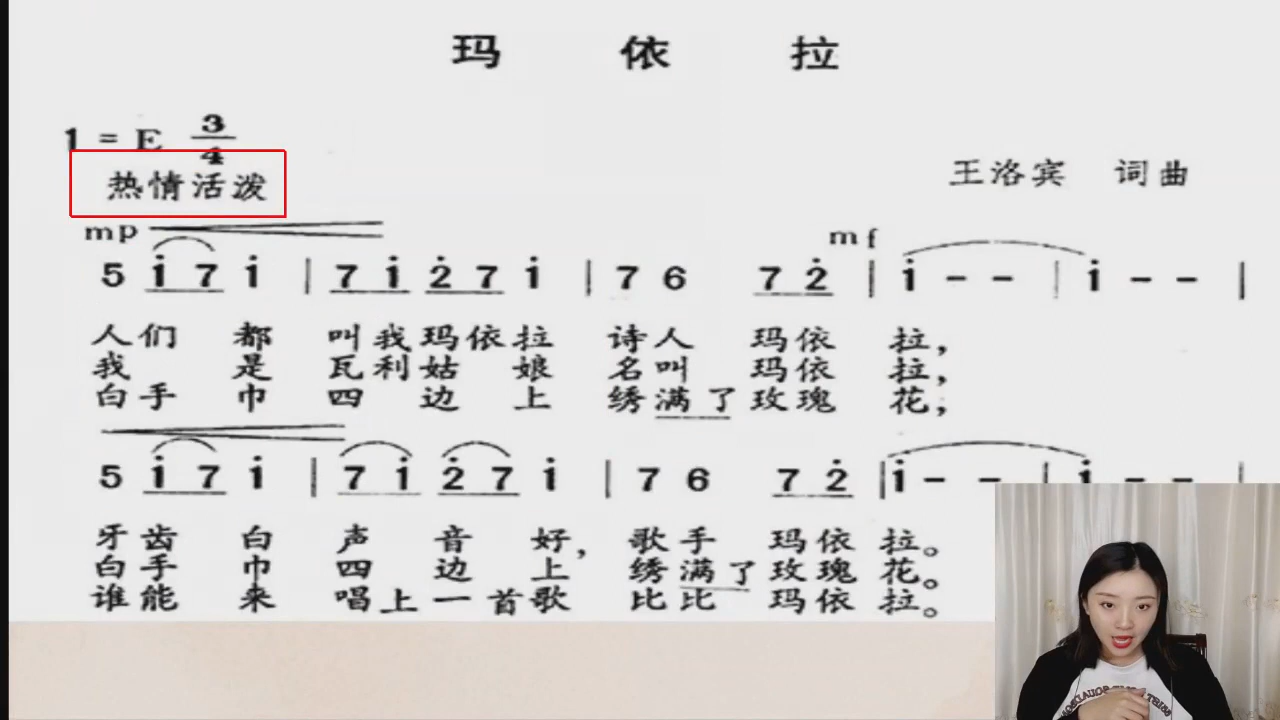 玛依拉
1 = E 3/4
热情活泼
王洛宾 词曲
mp mf
5 i 7 i | 7 i 2 7 i | 7 6 7 2 | i - - | i - - |
人们都叫我玛依拉诗人玛依拉，
我是瓦利姑娘名叫玛依拉，
白手巾四边上绣满了玫瑰花，
5 i 7 i | 7 i 2 7 i | 7 6 7 2 | i - - | i
牙齿白声音好，歌手玛依拉。
白手巾四边上绣满了玫瑰花。
谁能来唱上一首歌比比玛依拉。